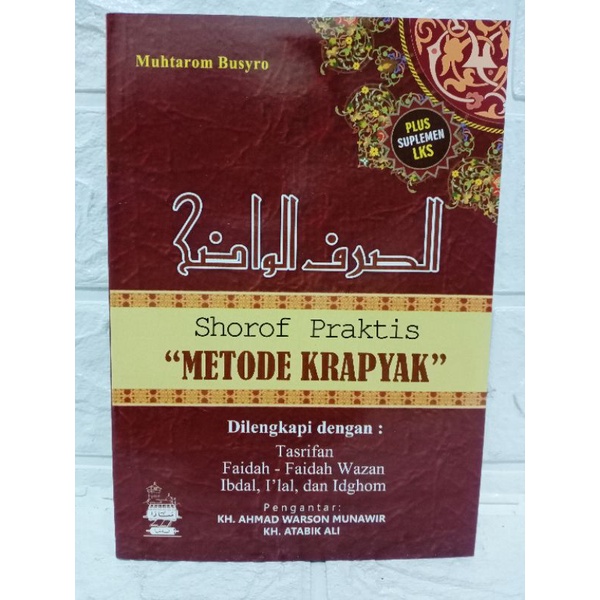 Muhtarom Busyro
PLUS
SUPLEMEN
LKS
الصرف الواضح
Shorof Praktis
“METODE KRAPYAK”
Dilengkapi dengan :
Tasrifan
Faidah - Faidah Wazan
Ibdal, I'lal, dan Idghom
Pengantar:
KH. AHMAD WARSON MUNAWIR
KH. ATABIK ALI